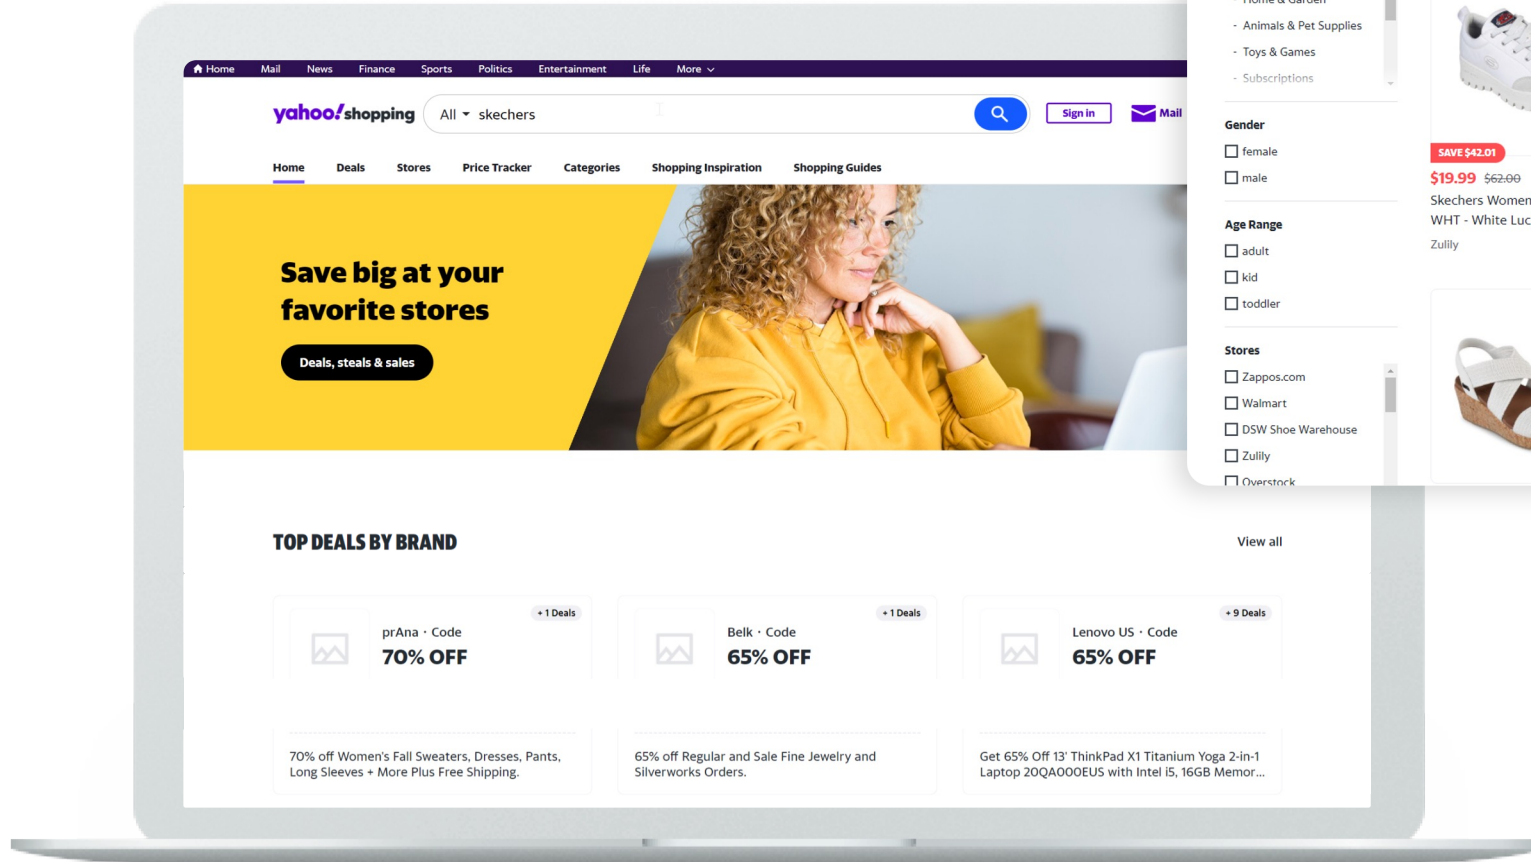 Home Mail News Finance Sports Politics Entertainment Life More
yahoo!shopping All skechers Sign in Mail
Home Deals Stores Price Tracker Categories Shopping Inspiration Shopping Guides
Save big at your
favorite stores
Deals, steals & sales
TOP DEALS BY BRAND
View all
+ 1 Deals
prAna · Code
70% OFF
70% off Women's Fall Sweaters, Dresses, Pants,
Long Sleeves + More Plus Free Shipping.
+ 1 Deals
Belk · Code
65% OFF
65% off Regular and Sale Fine Jewelry and
Silverworks Orders.
+ 9 Deals
Lenovo US · Code
65% OFF
Get 65% Off 13' ThinkPad X1 Titanium Yoga 2-in-1
Laptop 20QA000EUS with Intel i5, 16GB Memor...
- Home & Garden
- Animals & Pet Supplies
- Toys & Games
- Subscriptions
Gender
female
male
Age Range
adult
kid
toddler
Stores
Zappos.com
Walmart
DSW Shoe Warehouse
Zulily
Overstock
SAVE $42.01
$19.99 $62.00
Skechers Women
WHT - White Luc
Zulily